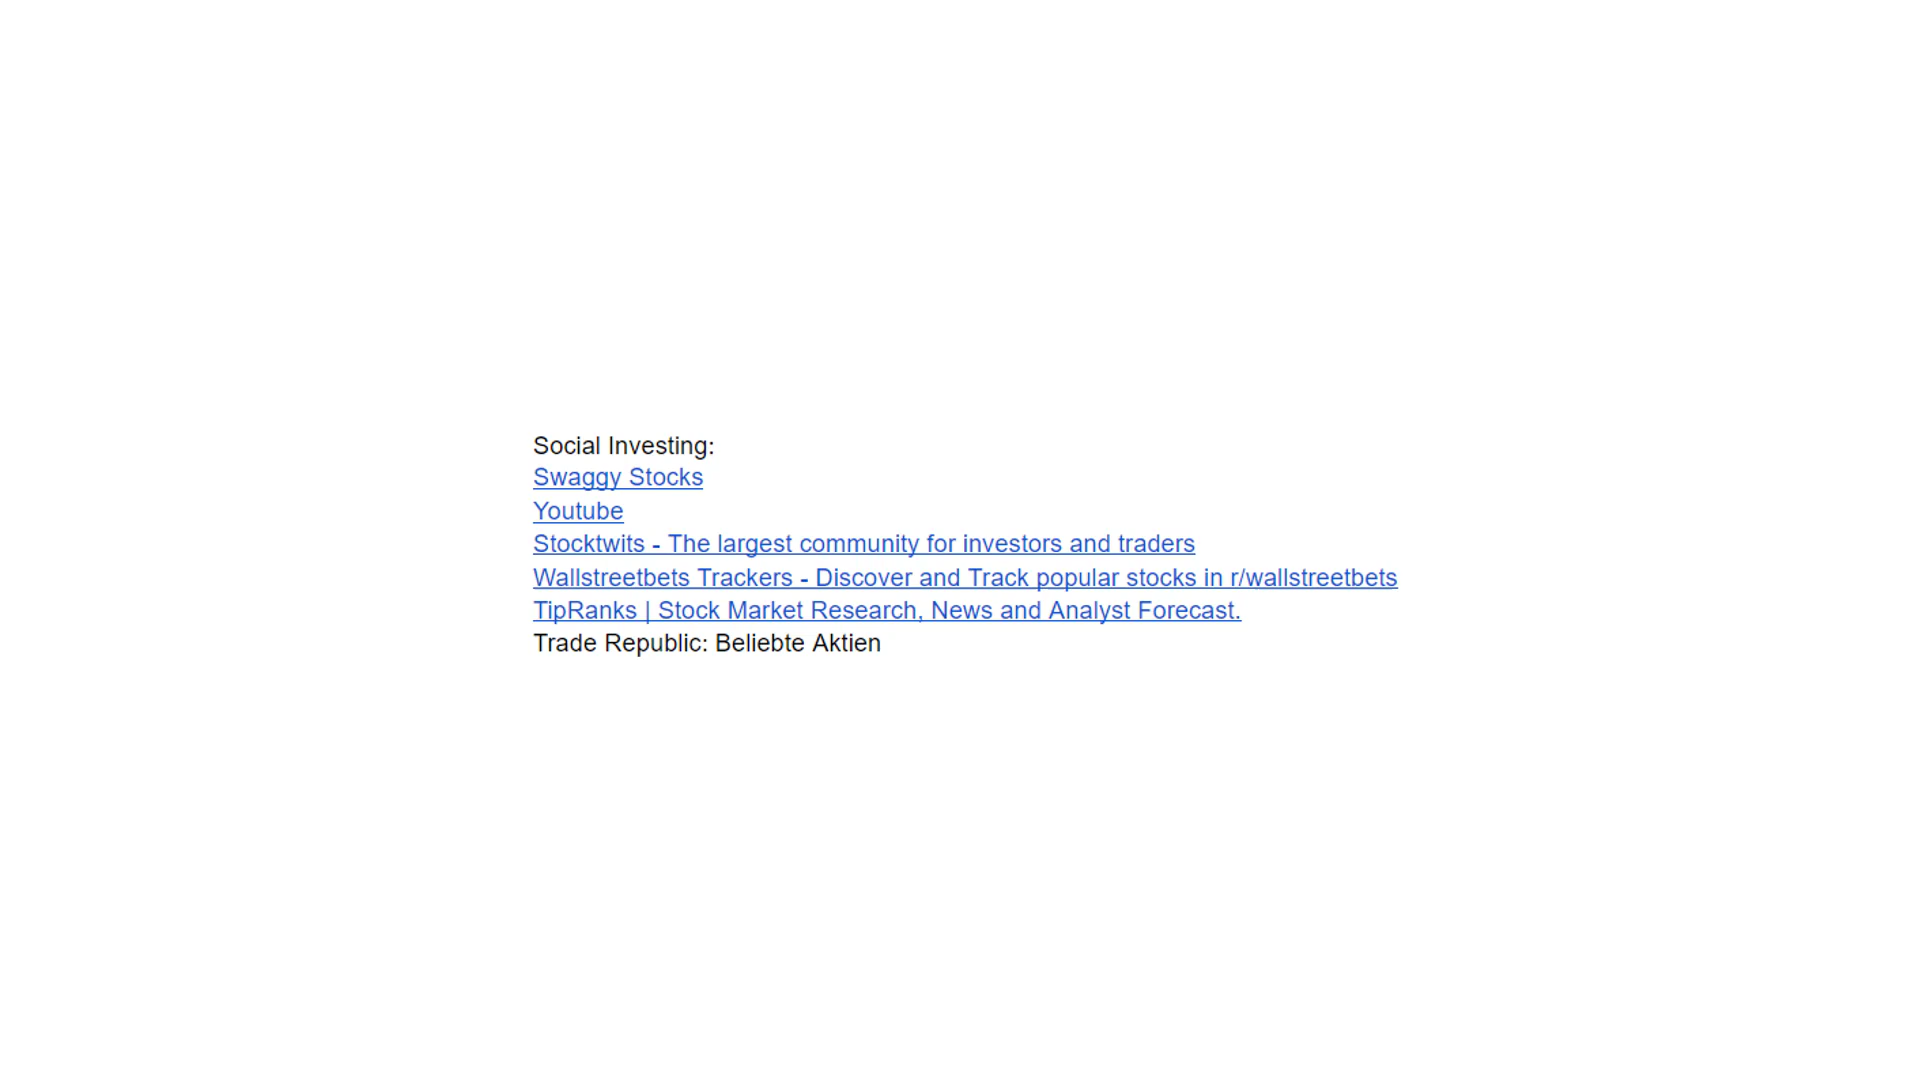 Social Investing:
Swaggy Stocks
Youtube
Stocktwits - The largest community for investors and traders
Wallstreetbets Trackers - Discover and Track popular stocks in r/wallstreetbets
TipRanks | Stock Market Research, News and Analyst Forecast.
Trade Republic: Beliebte Aktien